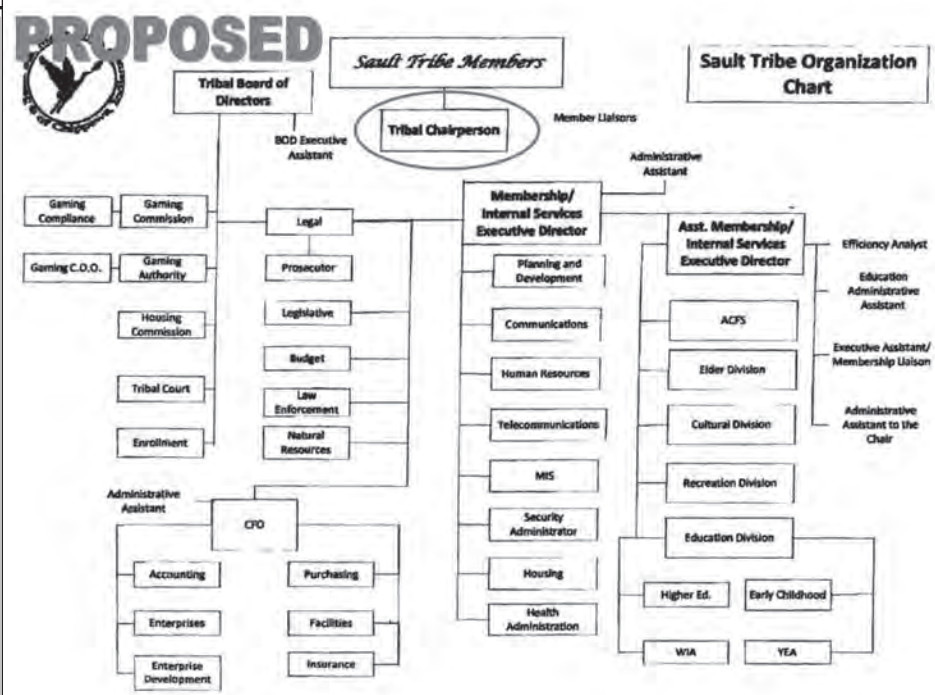 PROPOSED
Sault Tribe Members
Sault Tribe Organization
Chart
Tribal Board of
Directors
Tribal Chairperson
Member Liaisons
BOD Executive
Assistant
Administrative
Assistant
Gaming
Compliance
Gaming
Commission
Legal
Membership/
Internal Services
Executive Director
Asst. Membership/
Internal Services
Executive Director
Efficiency Analyst
Gaming C.O.O.
Gaming
Authority
Prosecutor
Planning and
Development
Education
Administrative
Assistant
Housing
Commission
Legislative
Communications
ACFS
Budget
Human Resources
Elder Division
Executive Assistant/
Membership Liaison
Tribal Court
Law
Enforcement
Telecommunications
Cultural Division
Administrative
Assistant to the
Chair
Enrollment
Natural
Resources
MIS
Recreation Division
Administrative
Assistant
CFO
Security
Administrator
Education Division
Accounting
Purchasing
Housing
Higher Ed.
Early Childhood
Enterprises
Facilities
Health
Administration
WIA
YEA
Enterprise
Development
Insurance